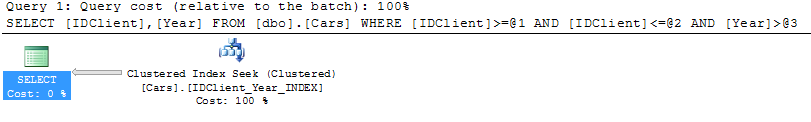 Query 1: Query cost (relative to the batch): 100%
SELECT [IDClient],[Year] FROM [dbo].[Cars] WHERE [IDClient]>=@1 AND [IDClient]<=@2 AND [Year]>@3
SELECT
Cost: 0 %
Clustered Index Seek (Clustered)
[Cars].[IDClient_Year_INDEX]
Cost: 100 %